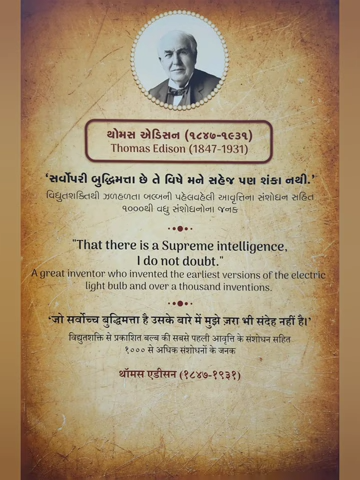 થોમસ એડિસન (૧૮૪૭-૧૯૩૧)
Thomas Edison (1847-1931)
‘સર્વોપરી બુદ્ધિમત્તા છે તે વિષે મને સહેજ પણ શંકા નથી.’
વિદ્યુતશક્તિથી ઝળહળતા બલ્બની પહેલવહેલી આવૃત્તિના સંશોધન સહિત
૧૦૦૦થી વધુ સંશોધનોના જનક
"That there is a Supreme intelligence,
I do not doubt."
A great inventor who invented the earliest versions of the electric
light bulb and over a thousand inventions.
‘जो सर्वोच्च बुद्धिमत्ता है उसके बारे में मुझे ज़रा भी संदेह नहीं है।’
विद्युतशक्ति से प्रकाशित बल्ब की सबसे पहली आवृत्ति के संशोधन सहित
१००० से अधिक संशोधनों के जनक
थॉमस एडीसन (१८४७-१९३१)